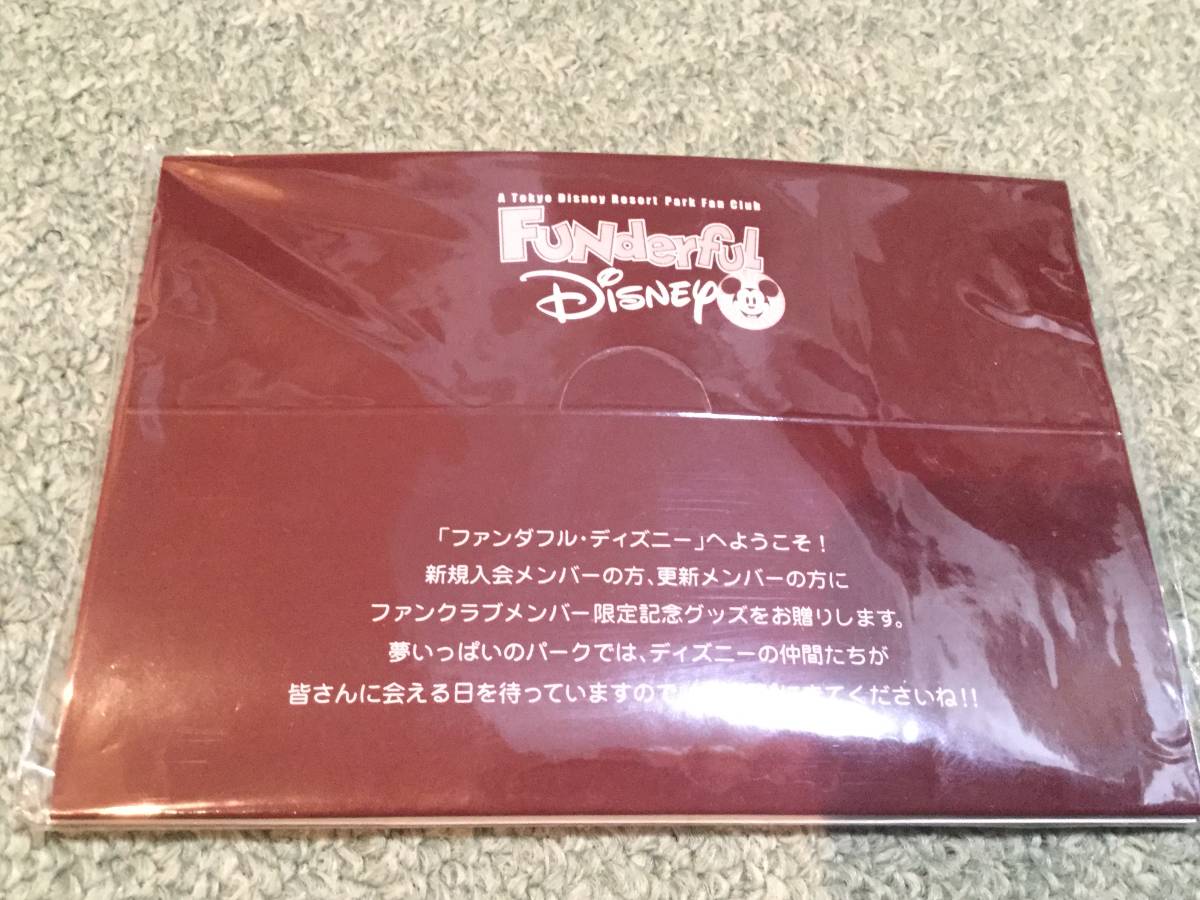 A Tokyo Disney Resort Park Fan Club
FUNderful
DISNEY
「ファンダフル・ディズニー」へようこそ!
新規入会メンバーの方、更新メンバーの方に
ファンクラブメンバー限定記念グッズをお贈りします。
夢いっぱいのパークでは、ディズニーの仲間たちが
皆さんに会える日を待っていますので てくださいね!!